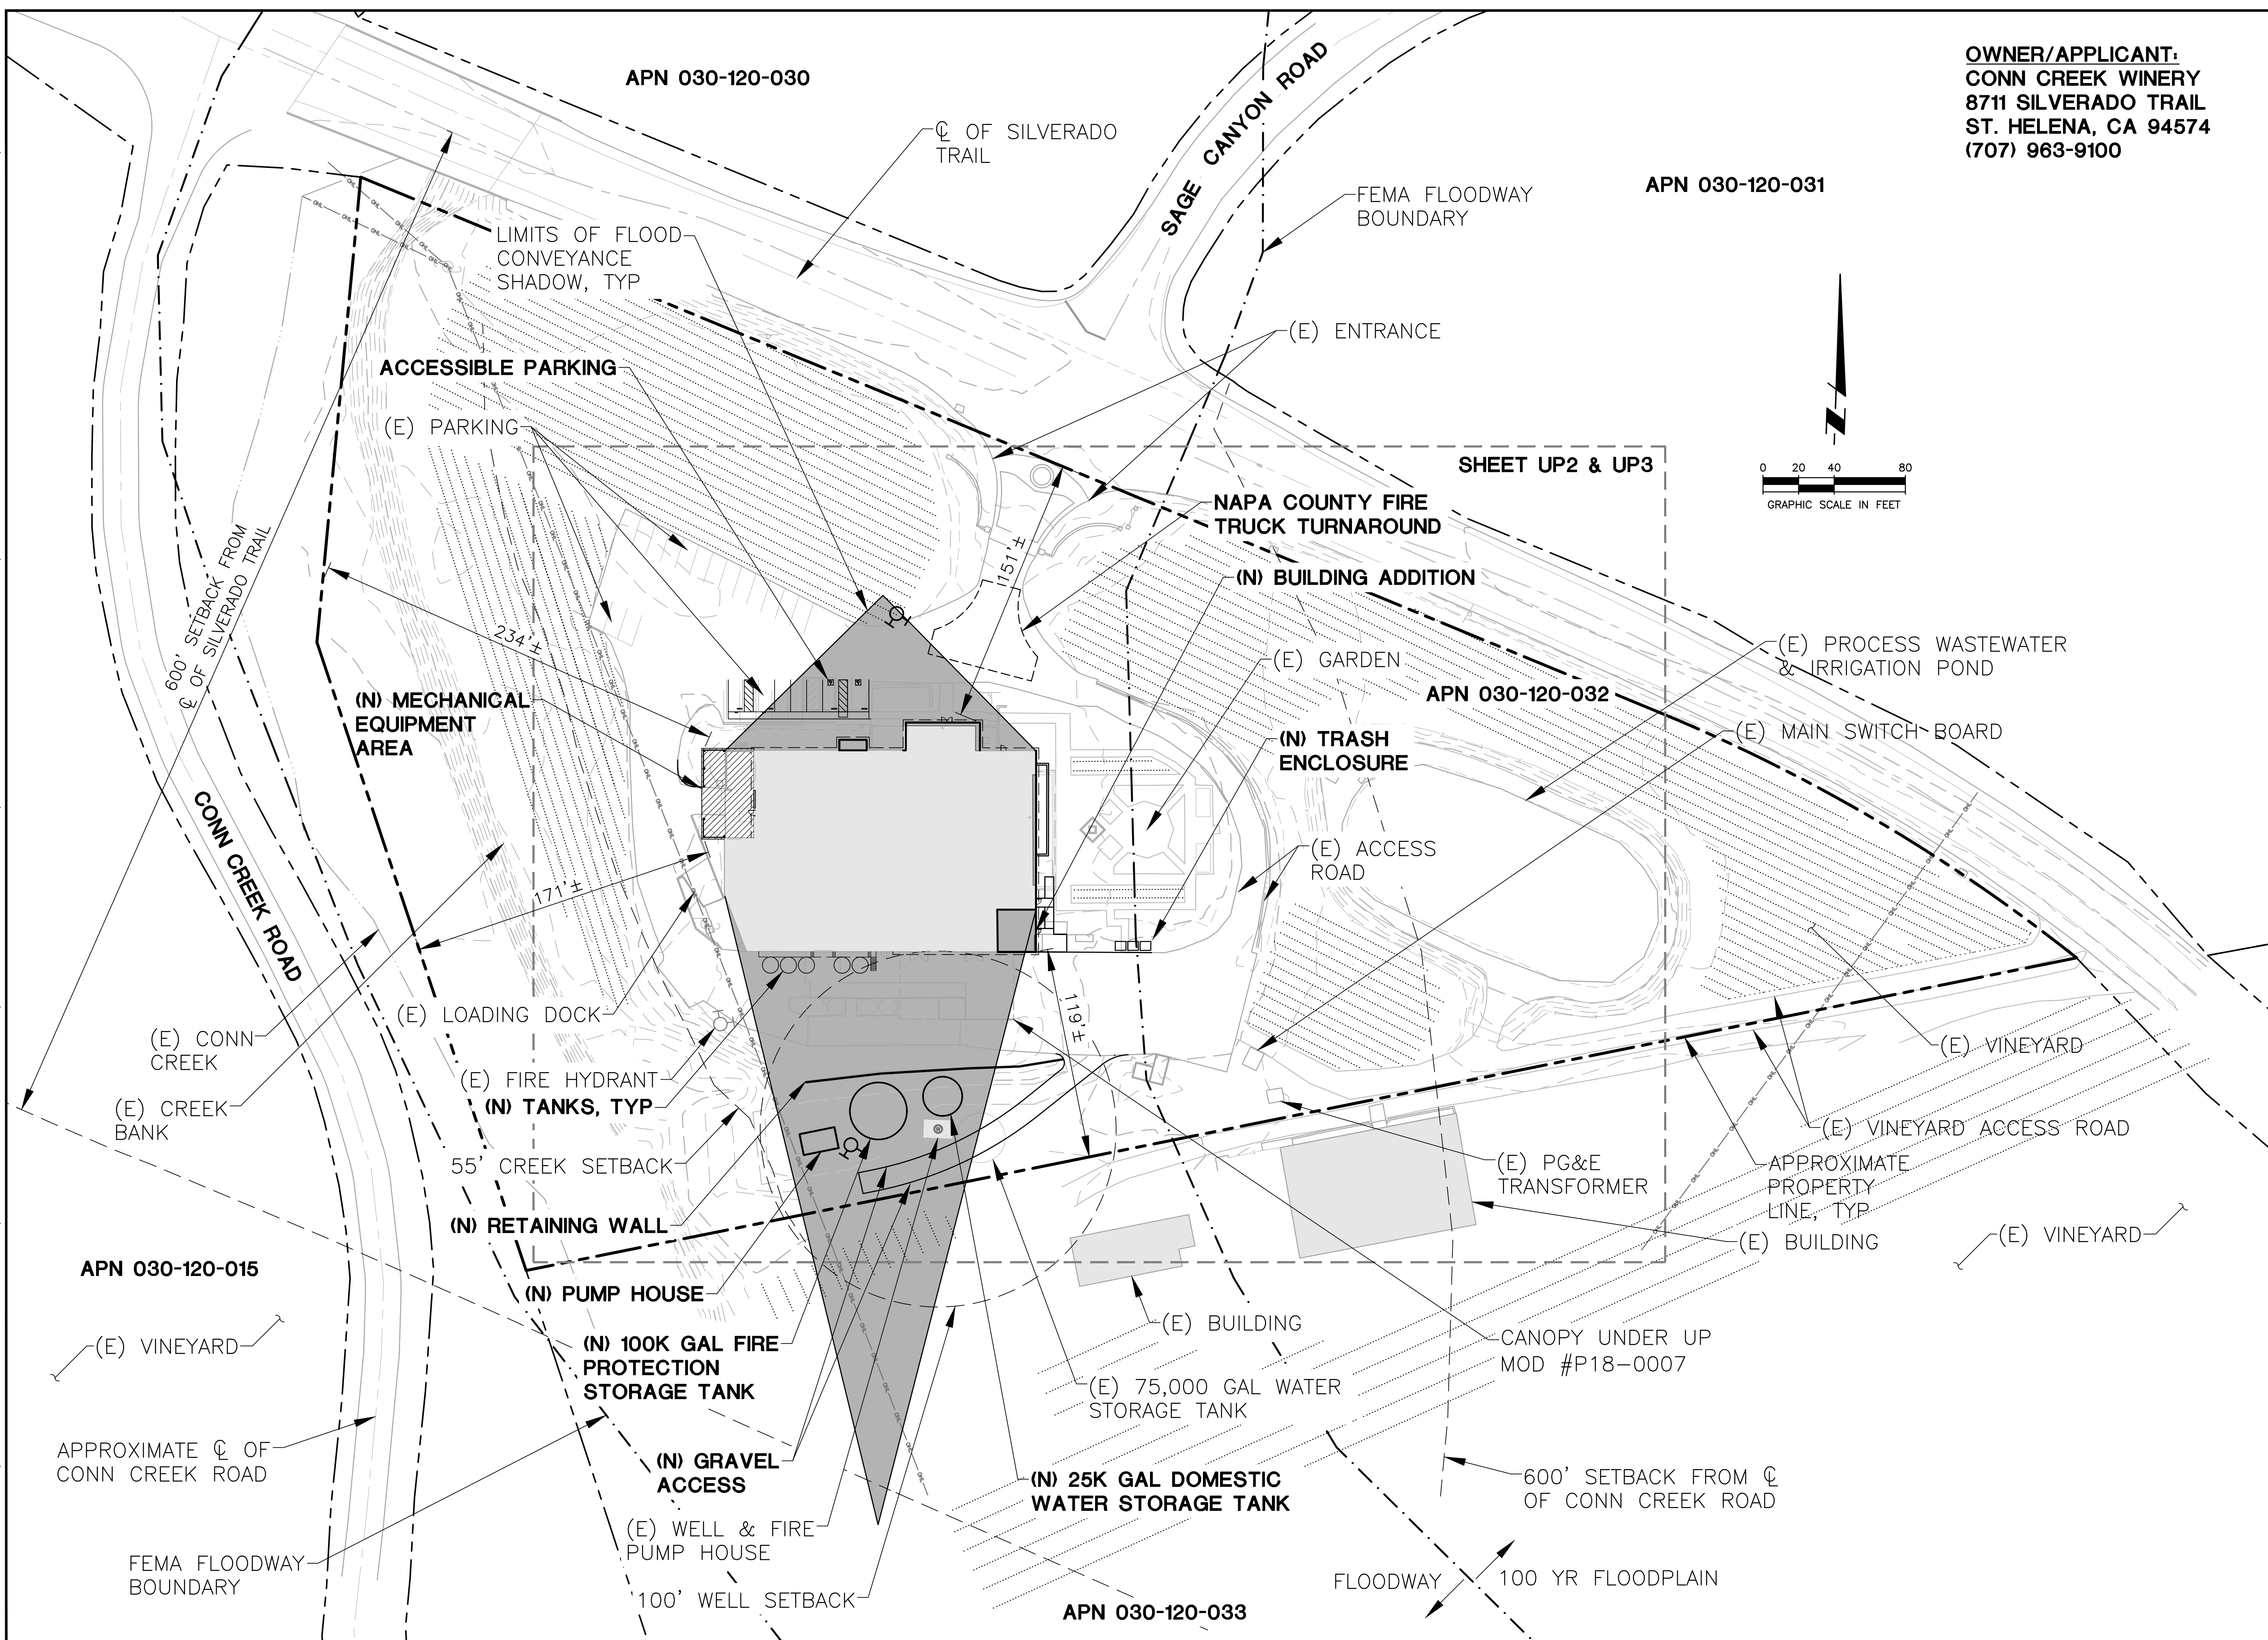 APN 030-120-030
OWNER/APPLICANT:
CONN CREEK WINERY
8711 SILVERADO TRAIL
ST. HELENA, CA 94574
(707) 963-9100
℄ OF SILVERADO
TRAIL
SAGE CANYON ROAD
FEMA FLOODWAY
BOUNDARY
APN 030-120-031
LIMITS OF FLOOD
CONVEYANCE
SHADOW, TYP
(E) ENTRANCE
ACCESSIBLE PARKING
(E) PARKING
SHEET UP2 & UP3
0 20 40 80
GRAPHIC SCALE IN FEET
NAPA COUNTY FIRE
TRUCK TURNAROUND
151'±
(N) BUILDING ADDITION
600' SETBACK FROM
℄ OF SILVERADO TRAIL
234'±
(E) GARDEN
(E) PROCESS WASTEWATER
& IRRIGATION POND
APN 030-120-032
(N) MECHANICAL
EQUIPMENT
AREA
(N) TRASH
ENCLOSURE
(E) MAIN SWITCH BOARD
CONN CREEK ROAD
(E) ACCESS
ROAD
171'±
(E) LOADING DOCK
119'±
(E) CONN
CREEK
(E) VINEYARD
(E) FIRE HYDRANT
(N) TANKS, TYP
(E) CREEK
BANK
(E) VINEYARD ACCESS ROAD
55' CREEK SETBACK
(E) PG&E
TRANSFORMER
APPROXIMATE
PROPERTY
LINE, TYP
(N) RETAINING WALL
(E) BUILDING
(E) VINEYARD
APN 030-120-015
(N) PUMP HOUSE
(E) BUILDING
(E) VINEYARD
(N) 100K GAL FIRE
PROTECTION
STORAGE TANK
CANOPY UNDER UP
MOD #P18-0007
(E) 75,000 GAL WATER
STORAGE TANK
APPROXIMATE ℄ OF
CONN CREEK ROAD
(N) GRAVEL
ACCESS
(N) 25K GAL DOMESTIC
WATER STORAGE TANK
600' SETBACK FROM ℄
OF CONN CREEK ROAD
(E) WELL & FIRE
PUMP HOUSE
FEMA FLOODWAY
BOUNDARY
100' WELL SETBACK
FLOODWAY
100 YR FLOODPLAIN
APN 030-120-033